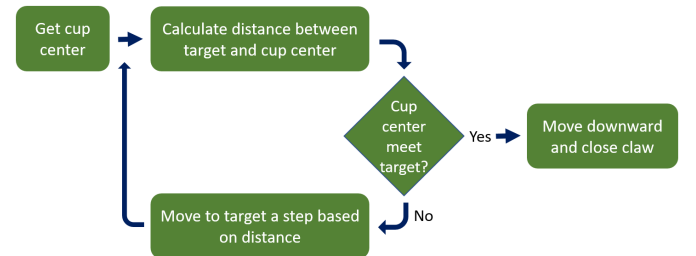 Get cup
center
Calculate distance between
target and cup center
Cup
center
meet
target?
Yes
Move downward
and close claw
No
Move to target a step based
on distance